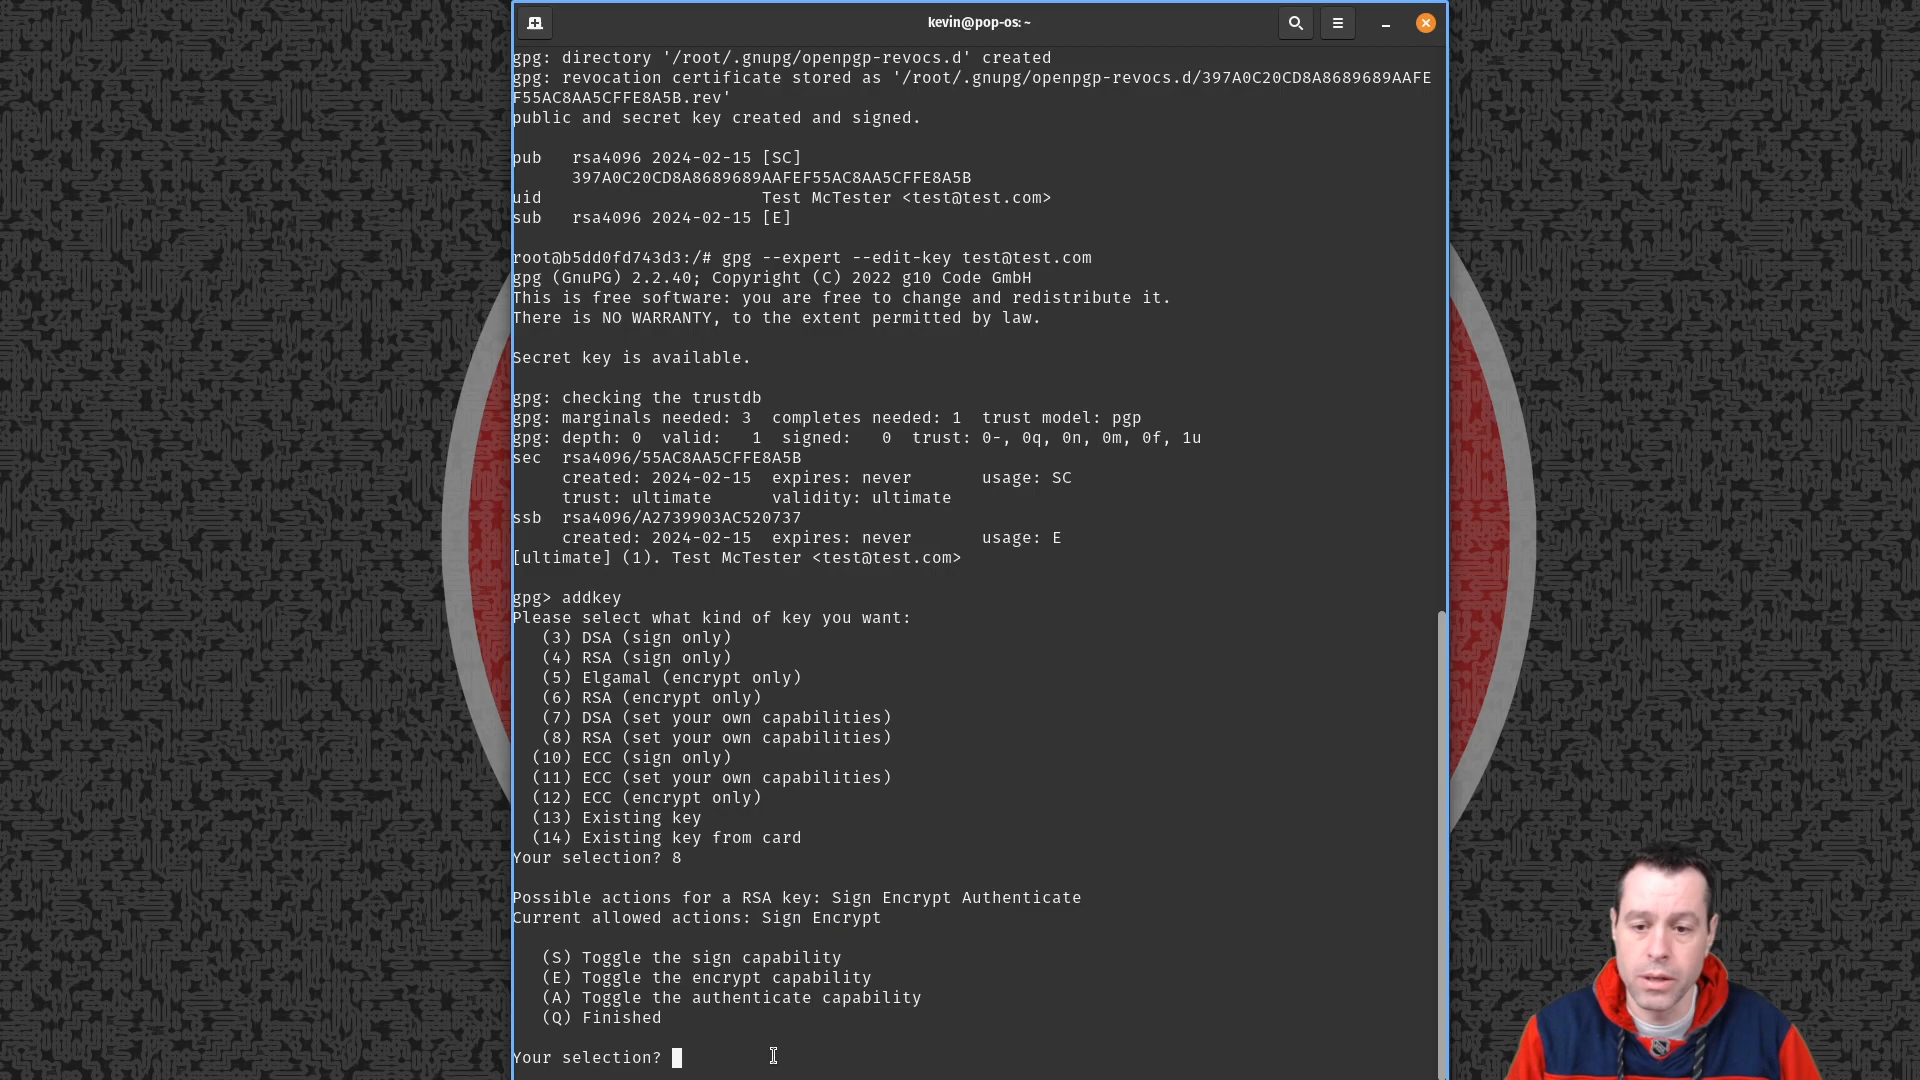 kevin@pop-os: ~
gpg: directory '/root/.gnupg/openpgp-revocs.d' created
gpg: revocation certificate stored as '/root/.gnupg/openpgp-revocs.d/397A0C20CD8A8689689AAFE
F55AC8AA5CFFE8A5B.rev'
public and secret key created and signed.
pub   rsa4096 2024-02-15 [SC]
      397A0C20CD8A8689689AAFEF55AC8AA5CFFE8A5B
uid                      Test McTester <test@test.com>
sub   rsa4096 2024-02-15 [E]
root@b5dd0fd743d3:/# gpg --expert --edit-key test@test.com
gpg (GnuPG) 2.2.40; Copyright (C) 2022 g10 Code GmbH
This is free software: you are free to change and redistribute it.
There is NO WARRANTY, to the extent permitted by law.
Secret key is available.
gpg: checking the trustdb
gpg: marginals needed: 3  completes needed: 1  trust model: pgp
gpg: depth: 0  valid:   1  signed:   0  trust: 0-, 0q, 0n, 0m, 0f, 1u
sec  rsa4096/55AC8AA5CFFE8A5B
     created: 2024-02-15  expires: never       usage: SC
     trust: ultimate      validity: ultimate
ssb  rsa4096/A2739903AC520737
     created: 2024-02-15  expires: never       usage: E
[ultimate] (1). Test McTester <test@test.com>
gpg> addkey
Please select what kind of key you want:
   (3) DSA (sign only)
   (4) RSA (sign only)
   (5) Elgamal (encrypt only)
   (6) RSA (encrypt only)
   (7) DSA (set your own capabilities)
   (8) RSA (set your own capabilities)
  (10) ECC (sign only)
  (11) ECC (set your own capabilities)
  (12) ECC (encrypt only)
  (13) Existing key
  (14) Existing key from card
Your selection? 8
Possible actions for a RSA key: Sign Encrypt Authenticate
Current allowed actions: Sign Encrypt
   (S) Toggle the sign capability
   (E) Toggle the encrypt capability
   (A) Toggle the authenticate capability
   (Q) Finished
Your selection?